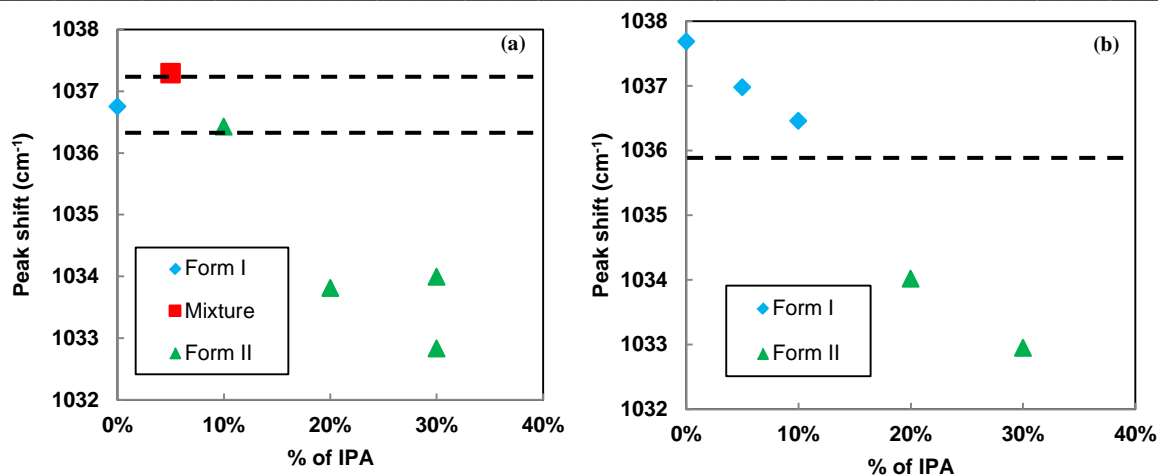 (a)
1038
1037
1036
1035
1034
1033
1032
Peak shift (cm-1)
Form I
Mixture
Form II
0% 10% 20% 30% 40%
% of IPA
(b)
1038
1037
1036
1035
1034
1033
1032
Peak shift (cm-1)
Form I
Form II
0% 10% 20% 30% 40%
% of IPA